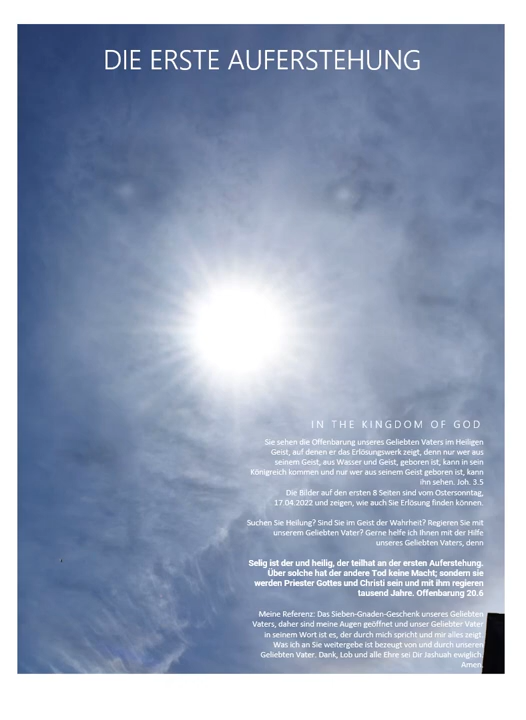 DIE ERSTE AUFERSTEHUNG
IN THE KINGDOM OF GOD
Sie sehen die Offenbarung unseres Geliebten Vaters im Heiligen
Geist, auf denen er das Erlösungswerk zeigt, denn nur wer aus
seinem Geist, aus Wasser und Geist, geboren ist, kann in sein
Königreich kommen und nur wer aus seinem Geist geboren ist, kann
ihn sehen. Joh. 3.5
Die Bilder auf den ersten 8 Seiten sind vom Ostersonntag,
17.04.2022 und zeigen, wie auch Sie Erlösung finden können.
Suchen Sie Heilung? Sind Sie im Geist der Wahrheit? Regieren Sie mit
unserem Geliebten Vater? Gerne helfe ich Ihnen mit der Hilfe
unseres Geliebten Vaters, denn
Selig ist der und heilig, der teilhat an der ersten Auferstehung.
Über solche hat der andere Tod keine Macht; sondern sie
werden Priester Gottes und Christi sein und mit ihm regieren
tausend Jahre. Offenbarung 20.6
Meine Referenz: Das Sieben-Gnaden-Geschenk unseres Geliebten
Vaters, daher sind meine Augen geöffnet und unser Geliebter Vater
in seinem Wort ist es, der durch mich spricht und mir alles zeigt.
Was ich an Sie weitergebe ist bezeugt von und durch unseren
Geliebten Vater. Dank, Lob und alle Ehre sei Dir Jashuah ewiglich.
Amen.